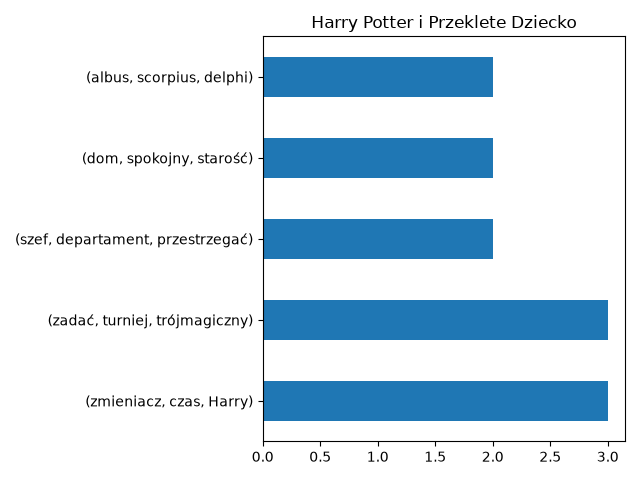 Harry Potter i Przeklete Dziecko
(albus, scorpius, delphi)
(dom, spokojny, starość)
(szef, departament, przestrzegać)
(zadać, turniej, trójmagiczny)
(zmieniacz, czas, Harry)
0.0 0.5 1.0 1.5 2.0 2.5 3.0